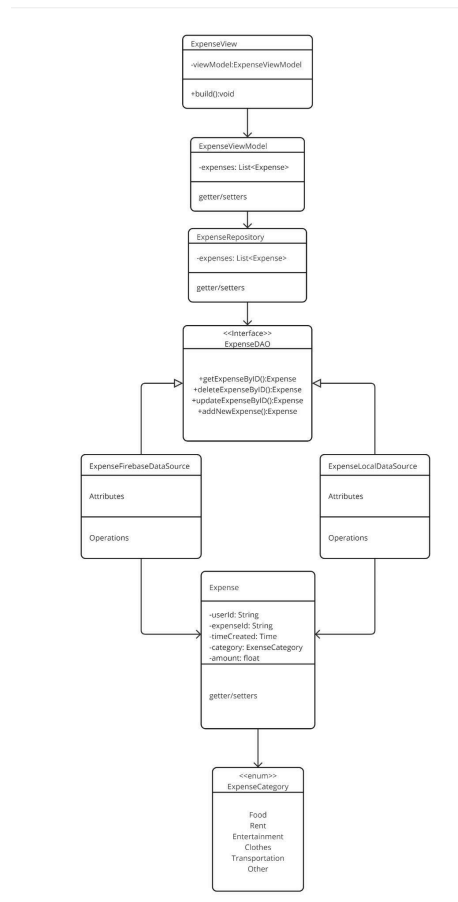 ExpenseView
-viewModel:ExpenseViewModel
+build():void
ExpenseViewModel
-expenses: List<Expense>
getter/setters
ExpenseRepository
-expenses: List<Expense>
getter/setters
<<Interface>>
ExpenseDAO
+getExpenseByID():Expense
+deleteExpenseByID():Expense
+updateExpenseByID():Expense
+addNewExpense():Expense
ExpenseFirebaseDataSource
Attributes
Operations
ExpenseLocalDataSource
Attributes
Operations
Expense
-userId: String
-expenseId: String
-timeCreated: Time
-category: ExenseCategory
-amount: float
getter/setters
<<enum>>
ExpenseCategory
Food
Rent
Entertainment
Clothes
Transportation
Other